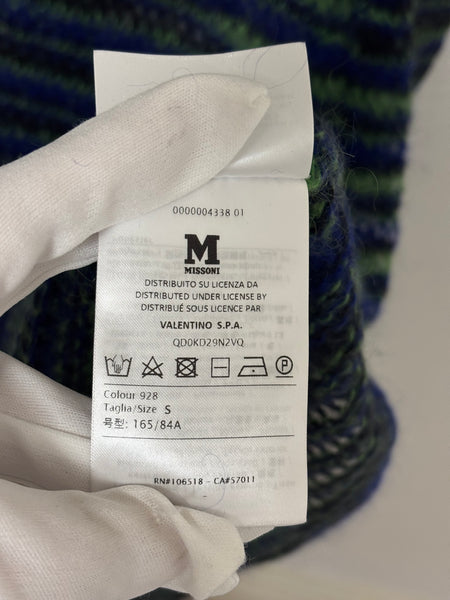 0000004338 01
M
MISSONI
DISTRIBUITO SU LICENZA DA
DISTRIBUTED UNDER LICENSE BY
DISTRIBUÉ SOUS LICENCE PAR
VALENTINO S.P.A.
QD0KD29N2VQ
P
Colour 928
Taglia/Size S
号型: 165/84A
RN#106518 - CA#57011